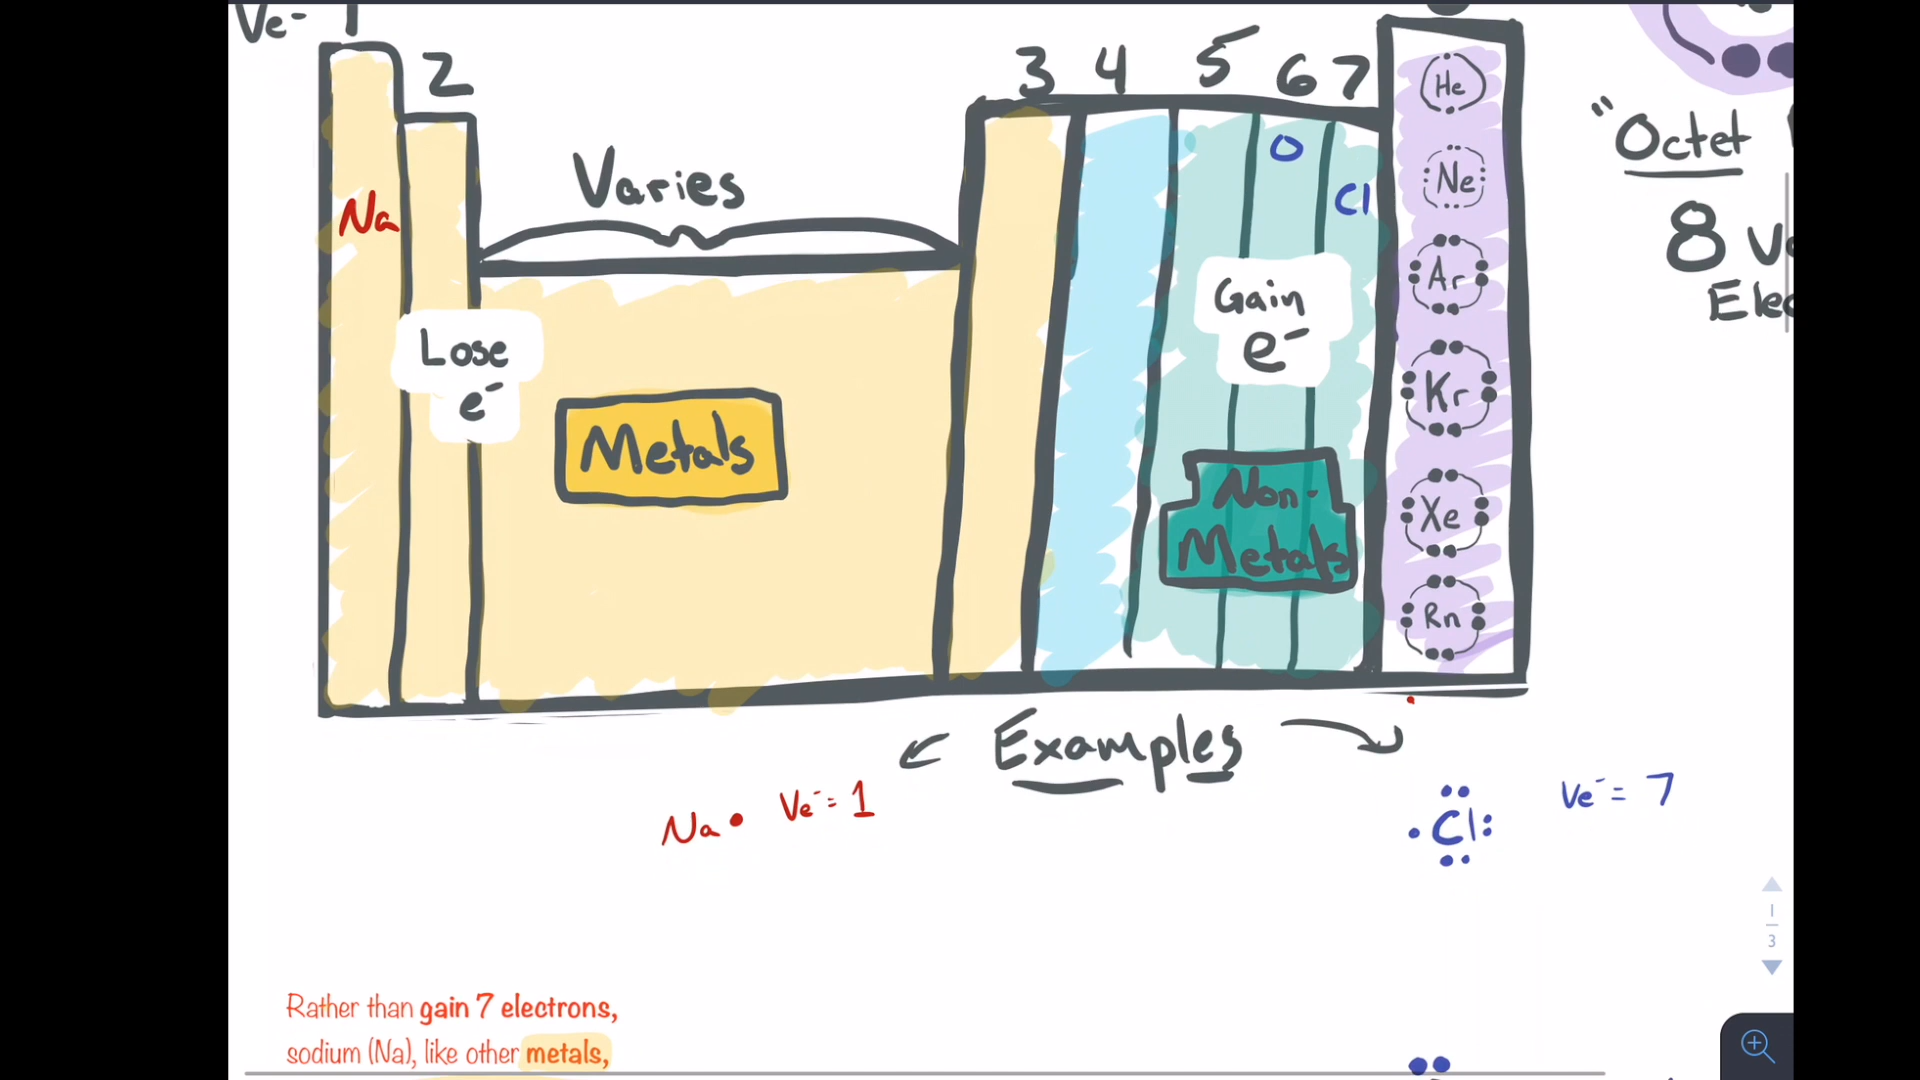 Ve⁻ 1
2
3 4 5 6 7
Varies
Na
O
Cl
He
Ne
Ar
Kr
Xe
Rn
Lose
e⁻
Gain
e⁻
Metals
Non-
Metals
"Octet
8
Examples
Na• Ve⁻ = 1
Cl Ve⁻ = 7
Rather than gain 7 electrons,
sodium (Na), like other metals,
1
3